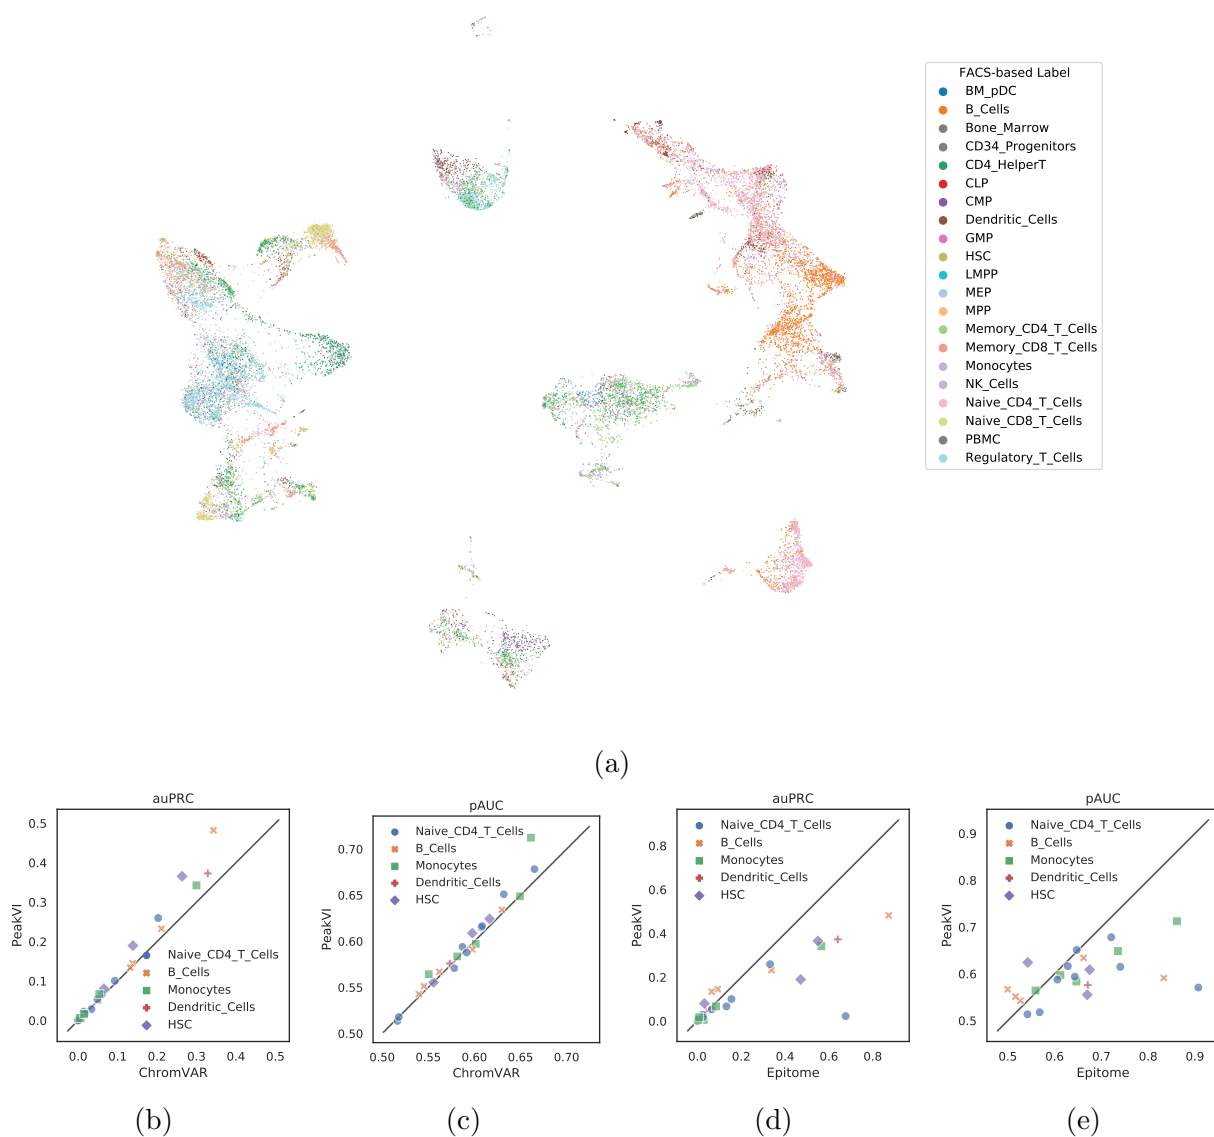 FACS-based Label
BM_pDC
B_Cells
Bone_Marrow
CD34_Progenitors
CD4_HelperT
CLP
CMP
Dendritic_Cells
GMP
HSC
LMPP
MEP
MPP
Memory_CD4_T_Cells
Memory_CD8_T_Cells
Monocytes
NK_Cells
Naive_CD4_T_Cells
Naive_CD8_T_Cells
PBMC
Regulatory_T_Cells
(a)
auPRC
0.5
0.4
0.3
0.2
0.1
0.0
PeakVI
Naive_CD4_T_Cells
B_Cells
Monocytes
Dendritic_Cells
HSC
0.0 0.1 0.2 0.3 0.4 0.5
ChromVAR
(b)
pAUC
0.70
0.65
0.60
0.55
0.50
PeakVI
Naive_CD4_T_Cells
B_Cells
Monocytes
Dendritic_Cells
HSC
0.50 0.55 0.60 0.65 0.70
ChromVAR
(c)
auPRC
0.8
0.6
0.4
0.2
0.0
PeakVI
Naive_CD4_T_Cells
B_Cells
Monocytes
Dendritic_Cells
HSC
0.0 0.2 0.4 0.6 0.8
Epitome
(d)
pAUC
0.9
0.8
0.7
0.6
0.5
PeakVI
Naive_CD4_T_Cells
B_Cells
Monocytes
Dendritic_Cells
HSC
0.5 0.6 0.7 0.8 0.9
Epitome
(e)